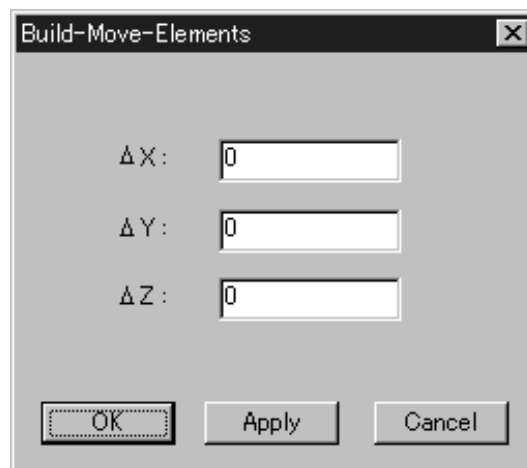 Build-Move-Elements
ΔX: 0
ΔY: 0
ΔZ: 0
OK Apply Cancel